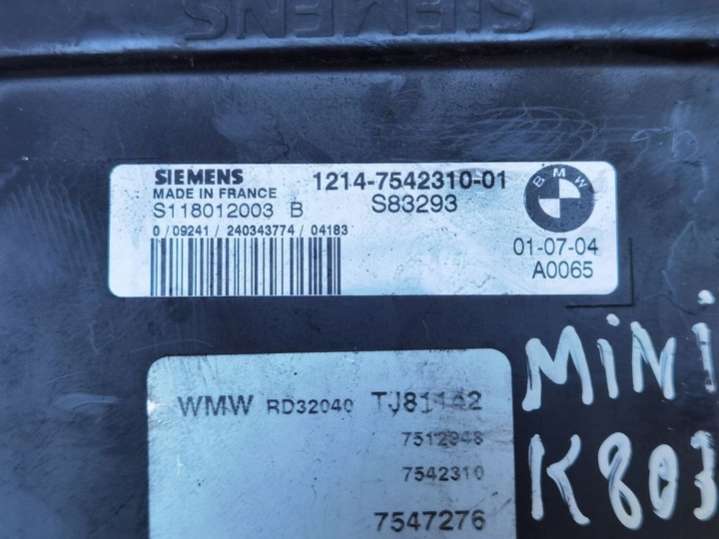 SIEMENS
SIEMENS 1214-7542310-01
MADE IN FRANCE
S118012003 B S83293
BMW
0 / 09241 / 240343774 / 04183
01-07-04
A0065
WMW RD32040 TJ81142
7512948
7542310
7547276
MINI
K803